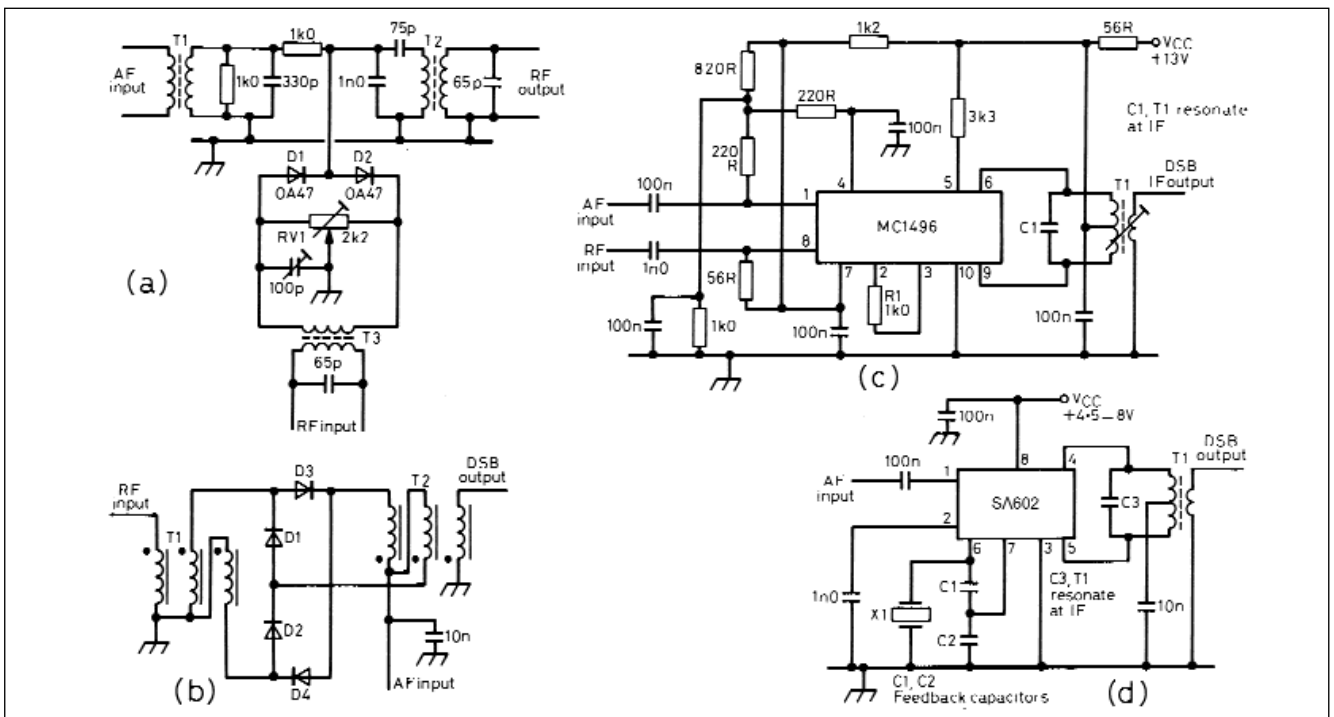 T1
AF
input
1k0
1k0
330p
1n0
75p
T2
65p
RF
output
D1
OA47
D2
OA47
RV1
2k2
100p
(a)
T3
65p
RF input
RF
input
T1
D3
D1
D2
D4
T2
DSB
output
10n
AF input
(b)
1k2
56R
VCC
+13V
820R
220R
100n
3k3
C1, T1 resonate
at IF
220
R
100n
AF
input
RF
input
1n0
4
5
6
1
8
MC1496
7
2
3
10
9
C1
T1
DSB
IF output
56R
R1
1k0
100n
1k0
100n
100n
(c)
100n
VCC
+4·5–8V
100n
AF
input
1
8
4
2
SA602
6
7
3
5
C3
T1
DSB
output
1n0
X1
C1
C2
C3, T1
resonate
at IF
10n
C1, C2
Feedback capacitors
(d)